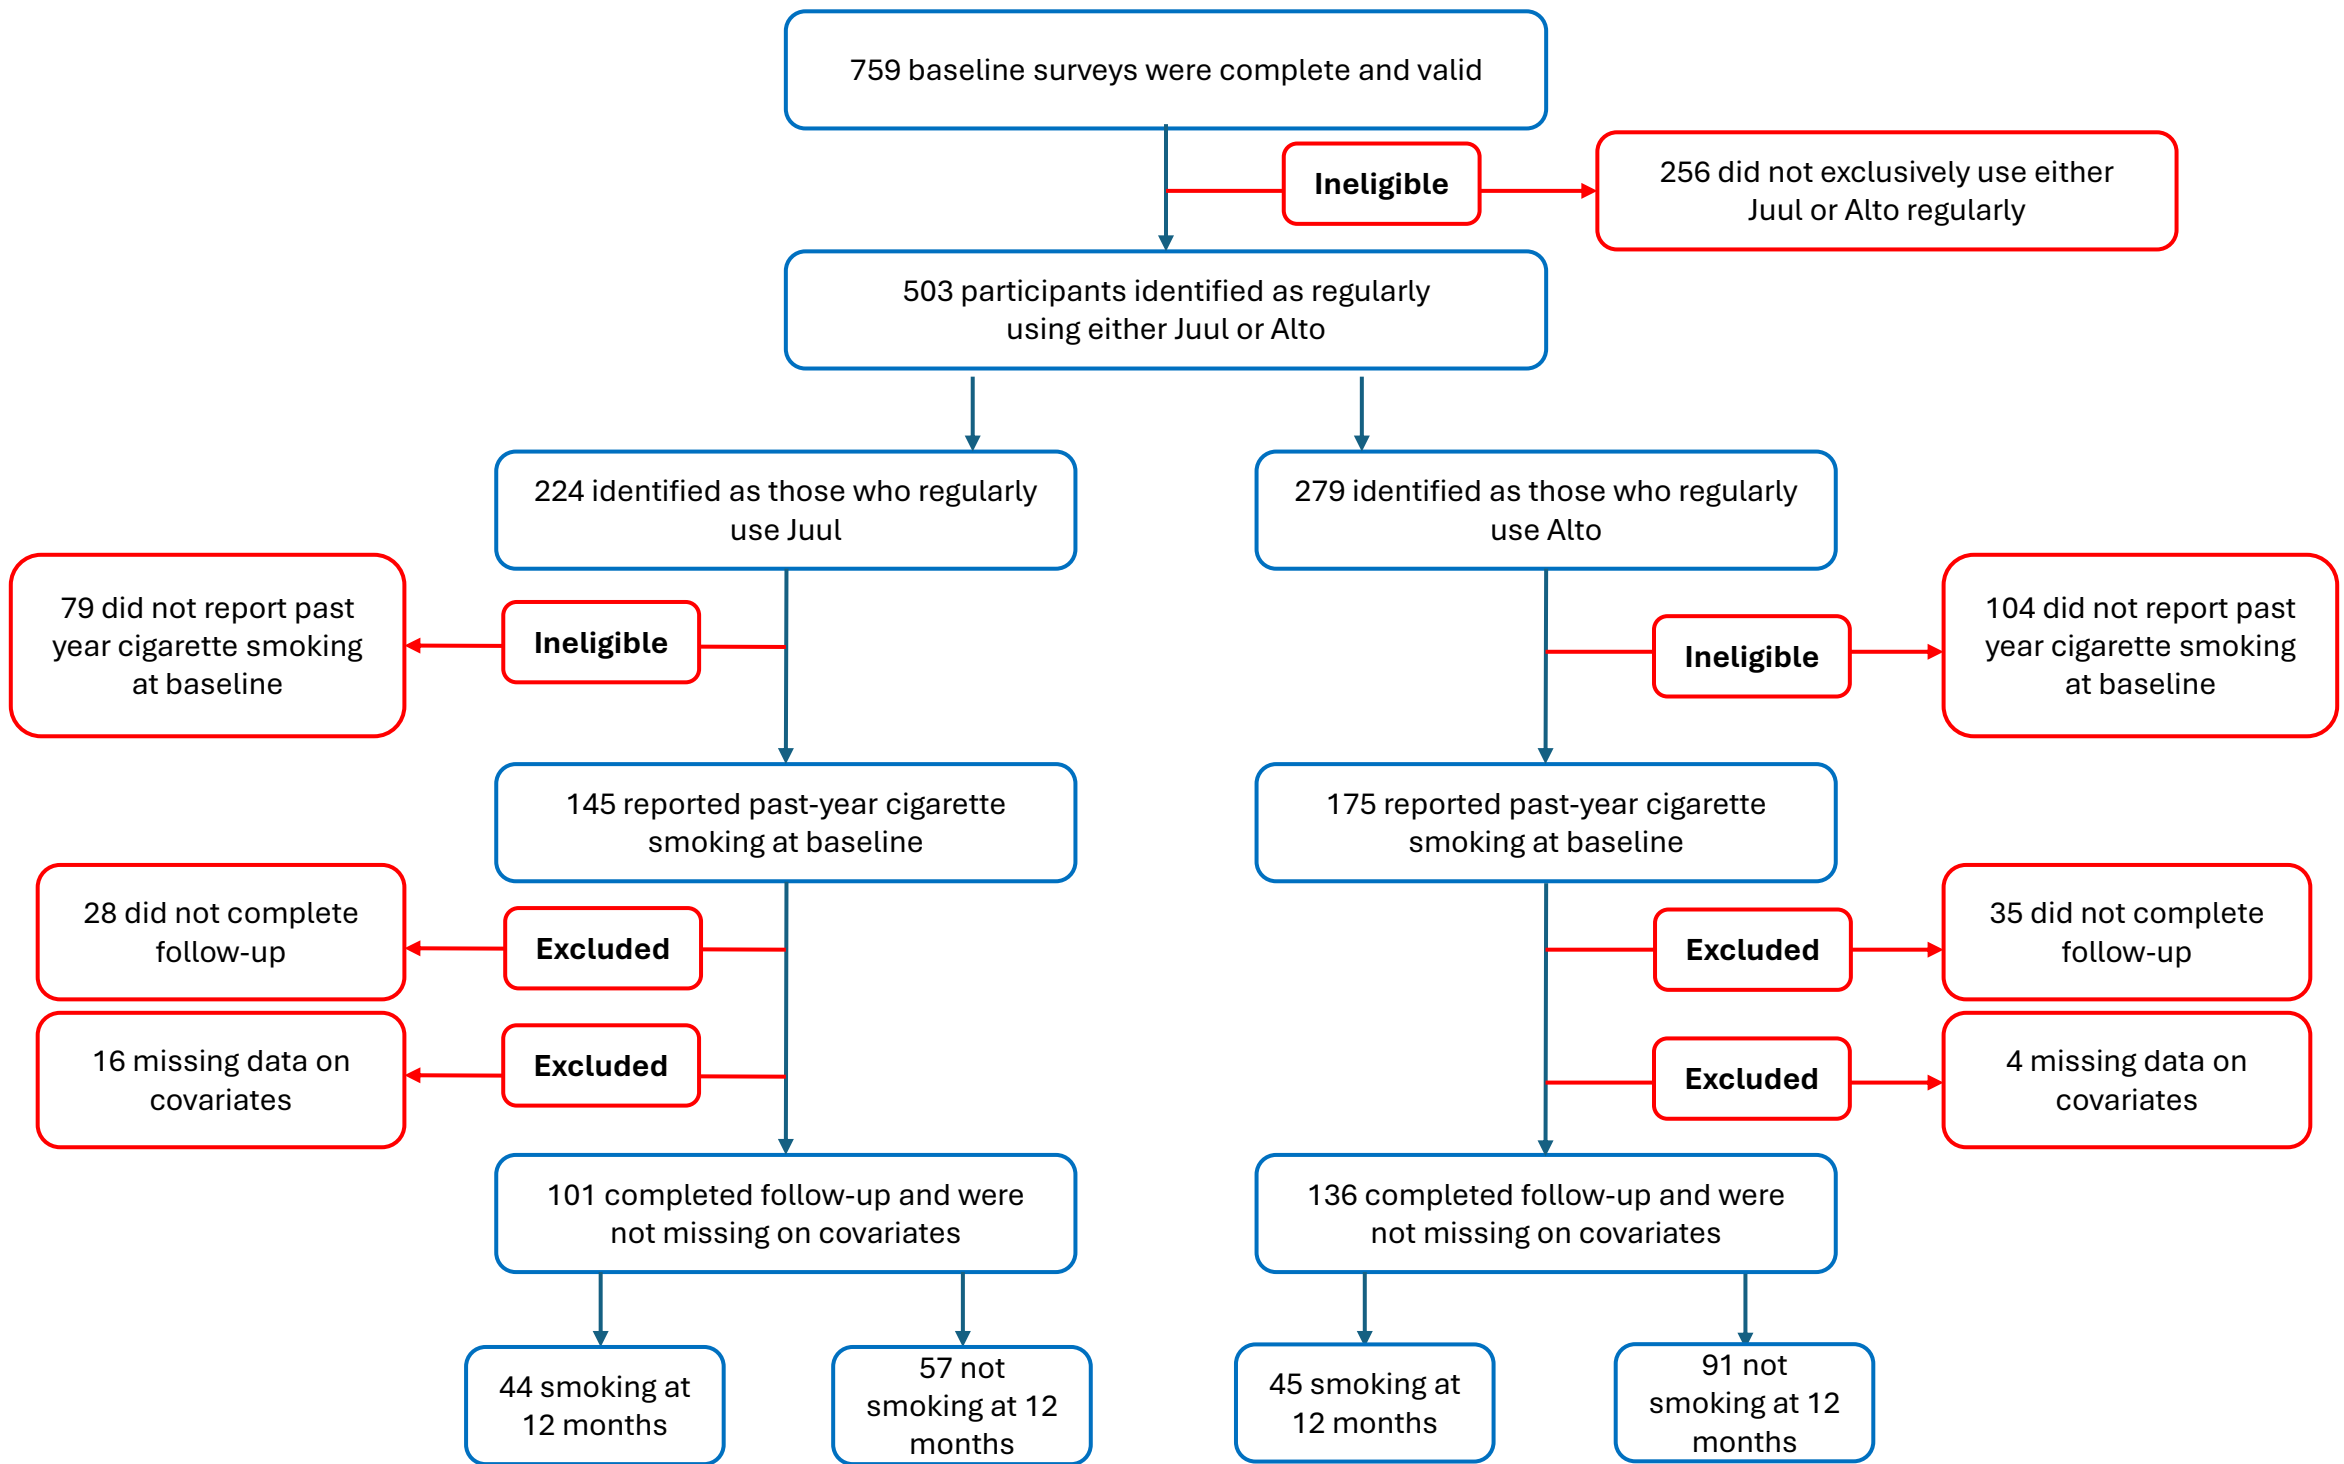 759 baseline surveys were complete and valid
Ineligible
256 did not exclusively use either
Juul or Alto regularly
503 participants identified as regularly
using either Juul or Alto
224 identified as those who regularly
use Juul
279 identified as those who regularly
use Alto
79 did not report past
year cigarette smoking
at baseline
Ineligible
Ineligible
104 did not report past
year cigarette smoking
at baseline
145 reported past-year cigarette
smoking at baseline
175 reported past-year cigarette
smoking at baseline
28 did not complete
follow-up
Excluded
Excluded
35 did not complete
follow-up
16 missing data on
covariates
Excluded
Excluded
4 missing data on
covariates
101 completed follow-up and were
not missing on covariates
136 completed follow-up and were
not missing on covariates
44 smoking at
12 months
57 not
smoking at 12
months
45 smoking at
12 months
91 not
smoking at 12
months